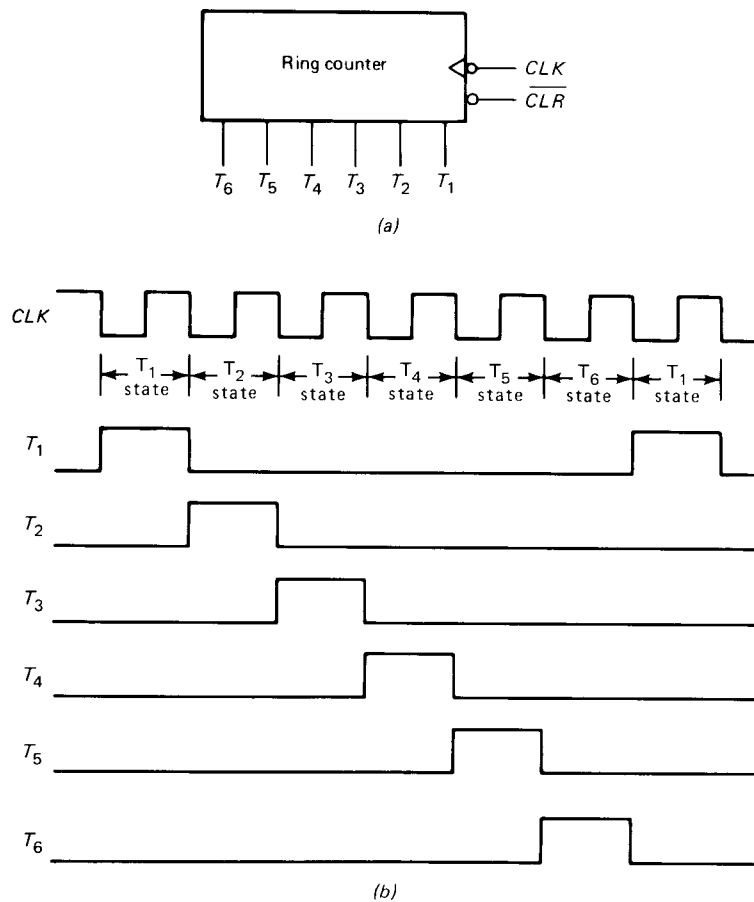 Ring counter
CLK
CLR
T6 T5 T4 T3 T2 T1
(a)
CLK
T1 state T2 state T3 state T4 state T5 state T6 state T1 state
T1
T2
T3
T4
T5
T6
(b)